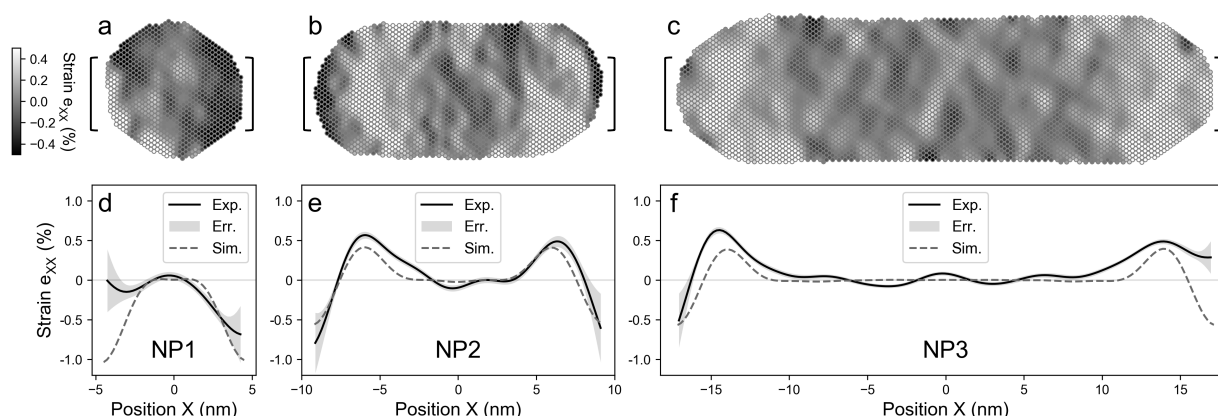 a
b
c
Strain eXX (%)
0.4
0.2
0.0
−0.2
−0.4
d
e
f
Exp.
Err.
Sim.
Exp.
Err.
Sim.
Exp.
Err.
Sim.
Strain eXX (%)
1.0
0.5
0
-0.5
-1.0
1.0
0.5
0
-0.5
-1.0
1.0
0.5
0
-0.5
-1.0
NP1
NP2
NP3
−5 0 5
−10 −5 0 5 10
−15 −10 −5 0 5 10 15
Position X (nm)
Position X (nm)
Position X (nm)